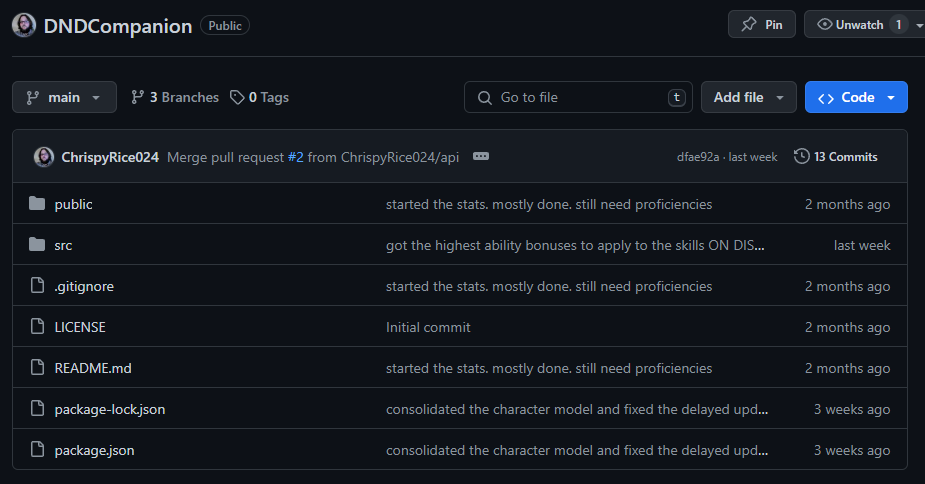 DNDCompanion Public Pin Unwatch 1
main 3 Branches 0 Tags Go to file t Add file Code
ChrispyRice024 Merge pull request #2 from ChrispyRice024/api dfae92a · last week 13 Commits
public started the stats. mostly done. still need proficiencies 2 months ago
src got the highest ability bonuses to apply to the skills ON DIS... last week
.gitignore started the stats. mostly done. still need proficiencies 2 months ago
LICENSE Initial commit 2 months ago
README.md started the stats. mostly done. still need proficiencies 2 months ago
package-lock.json consolidated the character model and fixed the delayed upd... 3 weeks ago
package.json consolidated the character model and fixed the delayed upd... 3 weeks ago